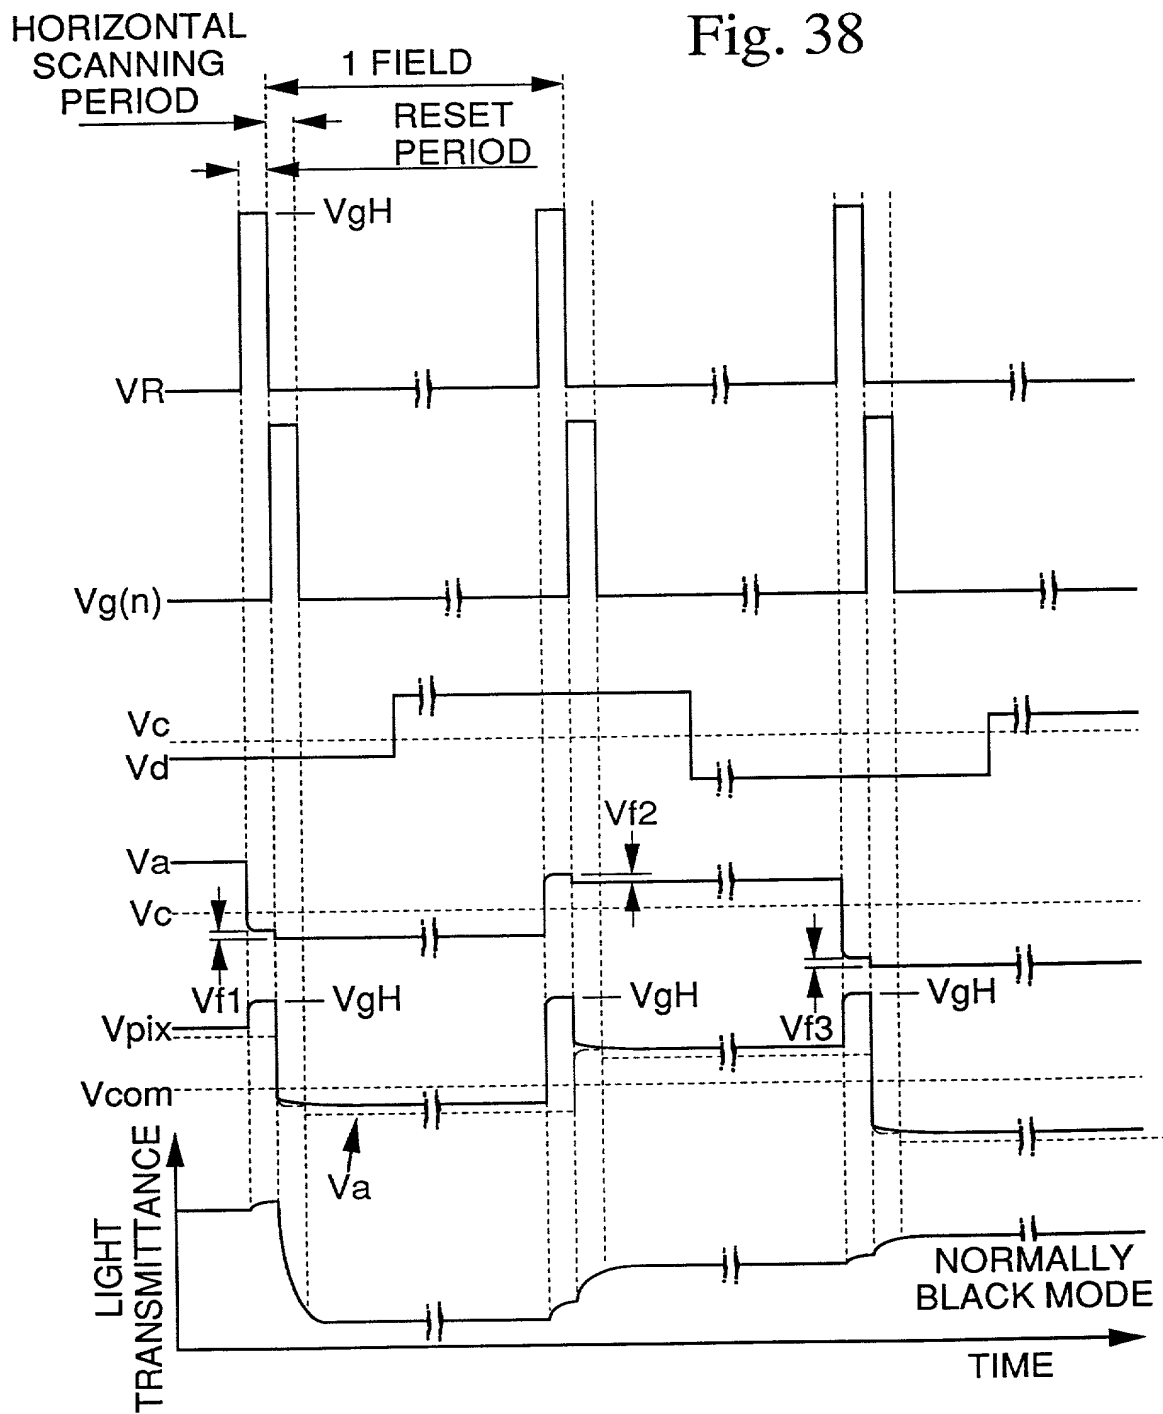 Fig. 38
HORIZONTAL
SCANNING
PERIOD
1 FIELD
RESET
PERIOD
VgH
VR
Vg(n)
Vc
Vd
Vf2
Va
Vc
Vf1
VgH
VgH
VgH
Vpix
Vf3
Vcom
Va
LIGHT
TRANSMITTANCE
NORMALLY
BLACK MODE
TIME